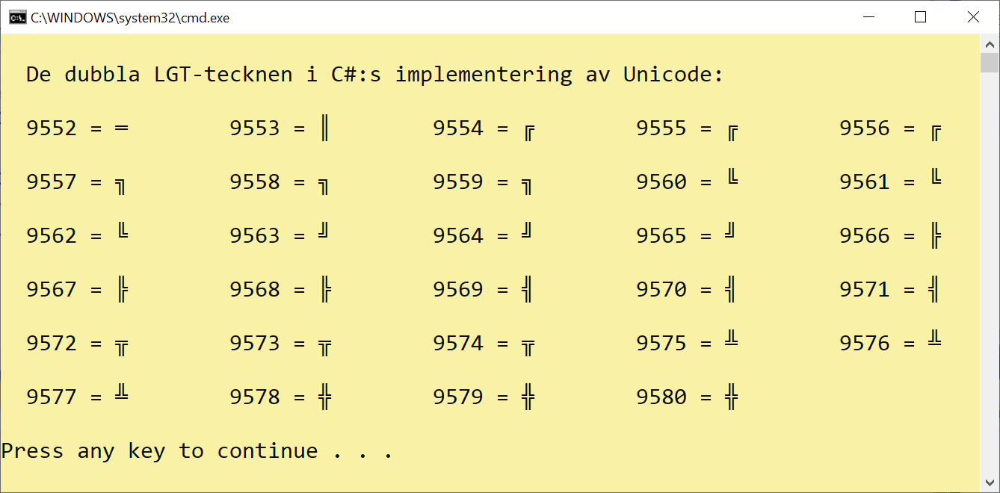 C:\WINDOWS\system32\cmd.exe
De dubbla LGT-tecknen i C#:s implementering av Unicode:
9552 = ═ 9553 = ║ 9554 = ╔ 9555 = ╔ 9556 = ╔
9557 = ╗ 9558 = ╗ 9559 = ╗ 9560 = ╚ 9561 = ╚
9562 = ╚ 9563 = ╝ 9564 = ╝ 9565 = ╝ 9566 = ╠
9567 = ╠ 9568 = ╠ 9569 = ╣ 9570 = ╣ 9571 = ╣
9572 = ╦ 9573 = ╦ 9574 = ╦ 9575 = ╩ 9576 = ╩
9577 = ╩ 9578 = ╬ 9579 = ╬ 9580 = ╬
Press any key to continue . . .